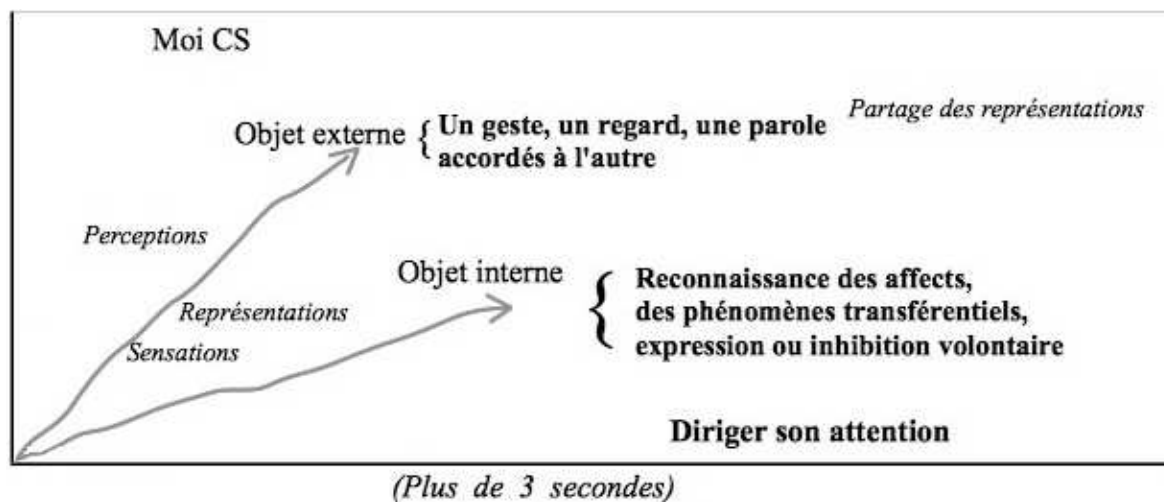 Moi CS
Partage des représentations
Objet externe { Un geste, un regard, une parole
accordés à l'autre
Perceptions
Objet interne { Reconnaissance des affects,
des phénomènes transférentiels,
expression ou inhibition volontaire
Représentations
Sensations
Diriger son attention
(Plus de 3 secondes)